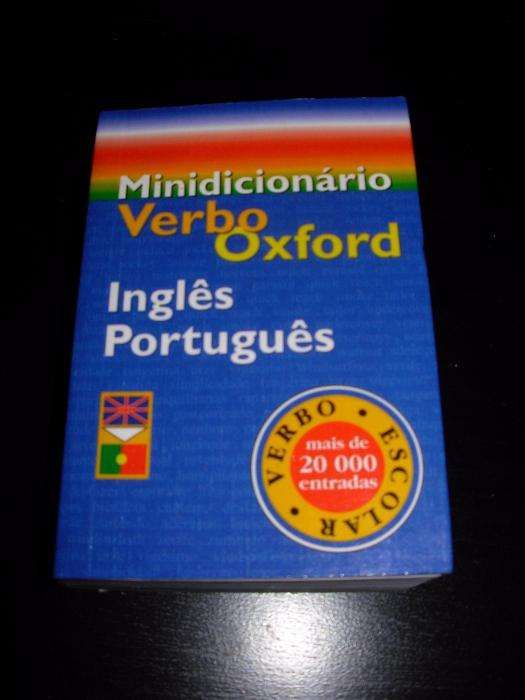 Minidicionário
Verbo
Oxford
Inglês
Português
VERBO • ESCOLAR •
mais de
20 000
entradas